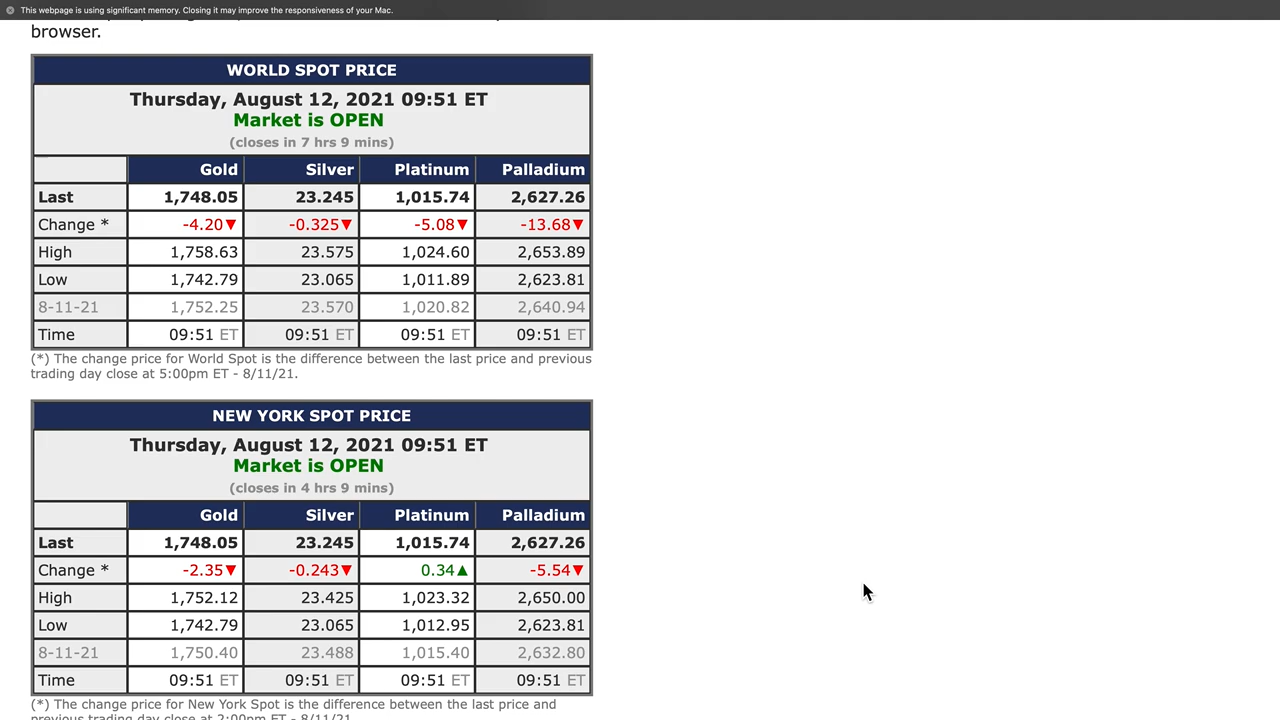 This webpage is using significant memory. Closing it may improve the responsiveness of your Mac.
browser.
WORLD SPOT PRICE
Thursday, August 12, 2021 09:51 ET
Market is OPEN
(closes in 7 hrs 9 mins)
Gold Silver Platinum Palladium
Last 1,748.05 23.245 1,015.74 2,627.26
Change * -4.20▼ -0.325▼ -5.08▼ -13.68▼
High 1,758.63 23.575 1,024.60 2,653.89
Low 1,742.79 23.065 1,011.89 2,623.81
8-11-21 1,752.25 23.570 1,020.82 2,640.94
Time 09:51 ET 09:51 ET 09:51 ET 09:51 ET
(*) The change price for World Spot is the difference between the last price and previous
trading day close at 5:00pm ET - 8/11/21.
NEW YORK SPOT PRICE
Thursday, August 12, 2021 09:51 ET
Market is OPEN
(closes in 4 hrs 9 mins)
Gold Silver Platinum Palladium
Last 1,748.05 23.245 1,015.74 2,627.26
Change * -2.35▼ -0.243▼ 0.34▲ -5.54▼
High 1,752.12 23.425 1,023.32 2,650.00
Low 1,742.79 23.065 1,012.95 2,623.81
8-11-21 1,750.40 23.488 1,015.40 2,632.80
Time 09:51 ET 09:51 ET 09:51 ET 09:51 ET
(*) The change price for New York Spot is the difference between the last price and
previous trading day close at 2:00pm ET - 8/11/21.